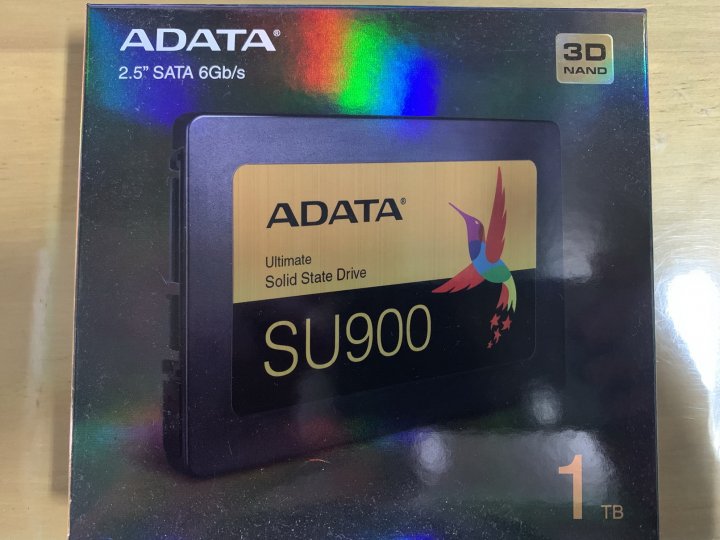 ADATA®
2.5” SATA 6Gb/s
3D
NAND
ADATA®
Ultimate
Solid State Drive
SU900
1 TB